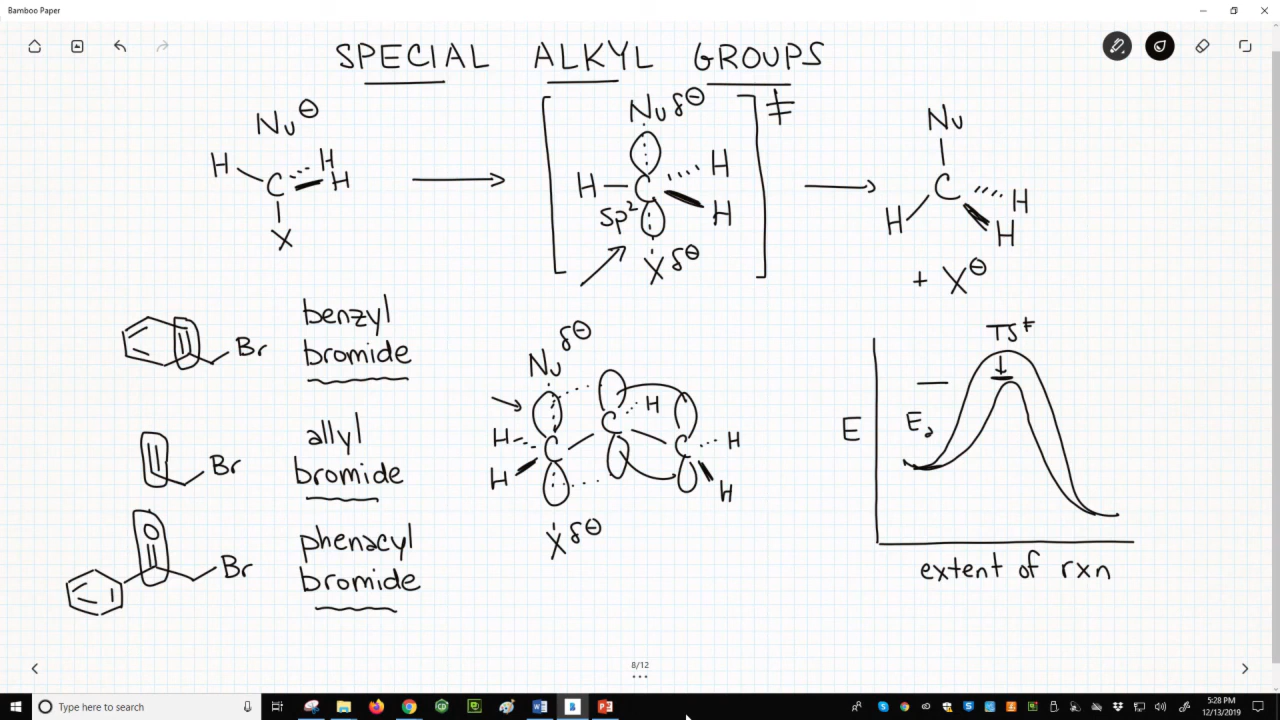 Bamboo Paper
SPECIAL ALKYL GROUPS
Nu⊖
H
H
C
H
X
Nu δ⊖
H
H C
sp²
H
X δ⊖
‡
Nu
C
H
H
H
+ X⊖
Br
benzyl
bromide
Br
allyl
bromide
O
Br
phenacyl
bromide
δ⊖
Nu
C
H
H
C
C
H
H
H
X δ⊖
TS‡
E
Ea
extent of rxn
8/12
Type here to search
5:28 PM
12/13/2019